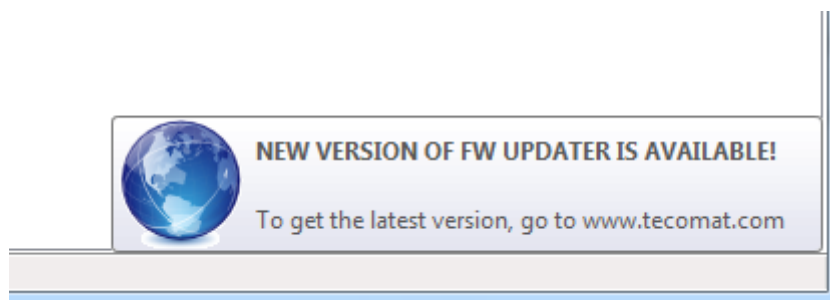 NEW VERSION OF FW UPDATER IS AVAILABLE!
To get the latest version, go to www.tecomat.com